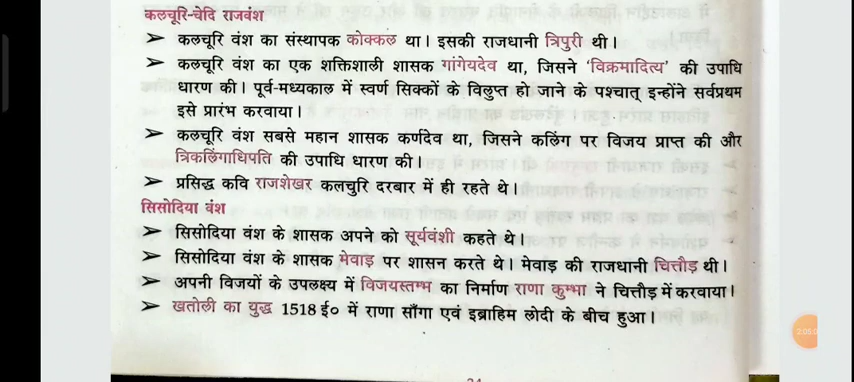 कलचूरि-चेदि राजवंश
➢ कलचूरि वंश का संस्थापक कोक्कल था। इसकी राजधानी त्रिपुरी थी।
➢ कलचूरि वंश का एक शक्तिशाली शासक गांगेयदेव था, जिसने 'विक्रमादित्य' की उपाधि
धारण की। पूर्व-मध्यकाल में स्वर्ण सिक्कों के विलुप्त हो जाने के पश्चात् इन्होंने सर्वप्रथम
इसे प्रारंभ करवाया।
➢ कलचूरि वंश सबसे महान शासक कर्णदेव था, जिसने कलिंग पर विजय प्राप्त की और
त्रिकलिंगाधिपति की उपाधि धारण की।
➢ प्रसिद्ध कवि राजशेखर कलचुरि दरबार में ही रहते थे।
सिसोदिया वंश
➢ सिसोदिया वंश के शासक अपने को सूर्यवंशी कहते थे।
➢ सिसोदिया वंश के शासक मेवाड़ पर शासन करते थे। मेवाड़ की राजधानी चित्तौड़ थी।
➢ अपनी विजयों के उपलक्ष्य में विजयस्तम्भ का निर्माण राणा कुम्भा ने चित्तौड़ में करवाया।
➢ खतोली का युद्ध 1518 ई० में राणा साँगा एवं इब्राहिम लोदी के बीच हुआ।